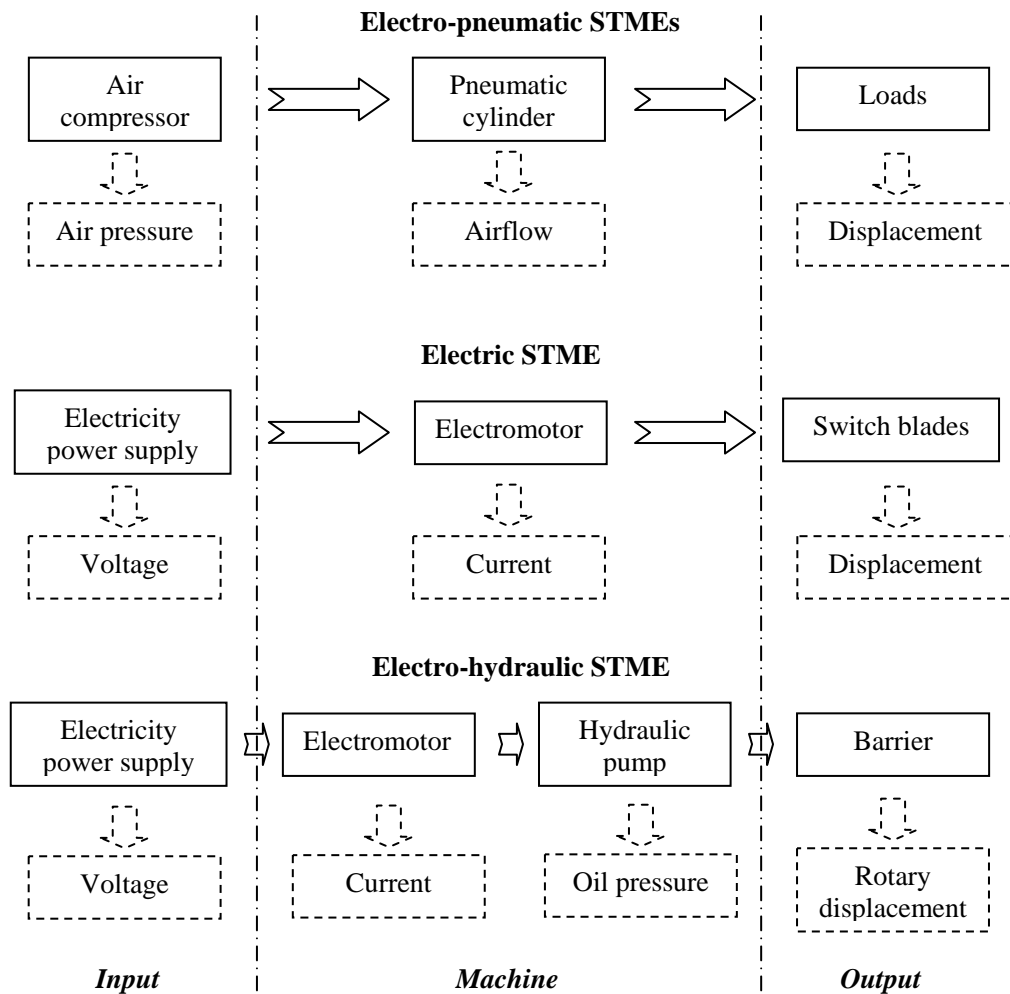 Electro-pneumatic STMEs
Air
compressor
Pneumatic
cylinder
Loads
Air pressure
Airflow
Displacement
Electric STME
Electricity
power supply
Electromotor
Switch blades
Voltage
Current
Displacement
Electro-hydraulic STME
Electricity
power supply
Electromotor
Hydraulic
pump
Barrier
Voltage
Current
Oil pressure
Rotary
displacement
Input
Machine
Output